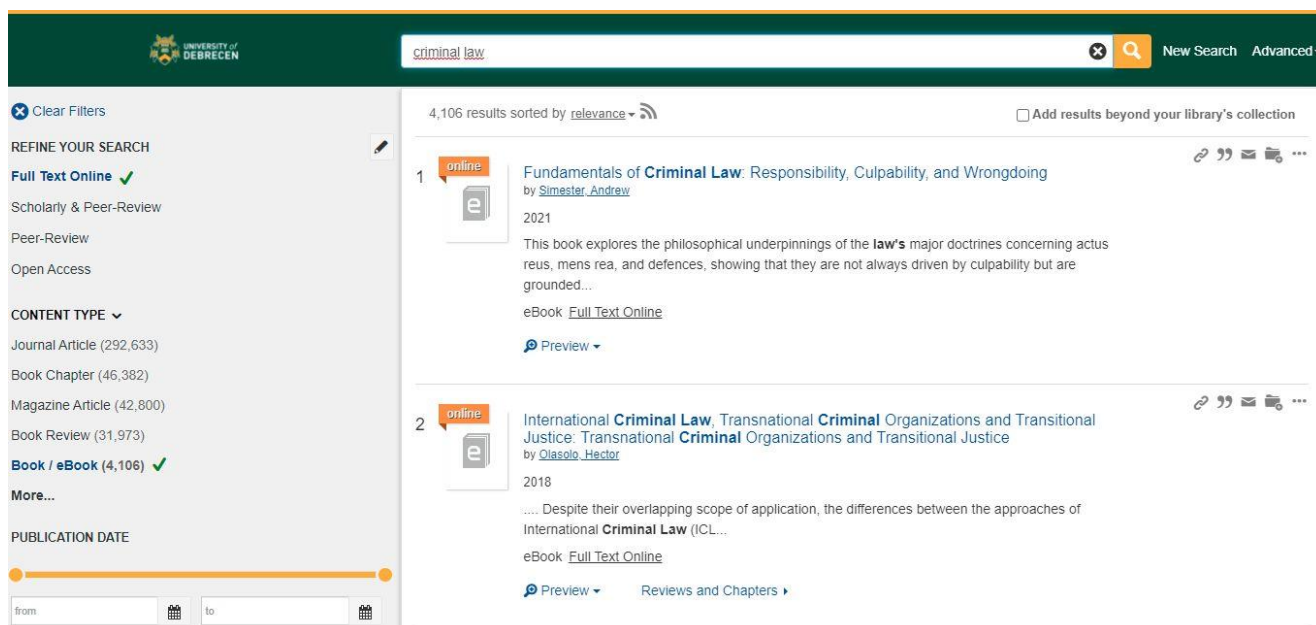 UNIVERSITY of
DEBRECEN
criminal law
New Search Advanced
Clear Filters
REFINE YOUR SEARCH
Full Text Online
Scholarly & Peer-Review
Peer-Review
Open Access
CONTENT TYPE
Journal Article (292,633)
Book Chapter (46,382)
Magazine Article (42,800)
Book Review (31,973)
Book / eBook (4,106)
More...
PUBLICATION DATE
from
to
4,106 results sorted by relevance
Add results beyond your library's collection
1
online
e
Fundamentals of Criminal Law: Responsibility, Culpability, and Wrongdoing
by Simester, Andrew
2021
This book explores the philosophical underpinnings of the law's major doctrines concerning actus
reus, mens rea, and defences, showing that they are not always driven by culpability but are
grounded...
eBook Full Text Online
Preview
2
online
e
International Criminal Law, Transnational Criminal Organizations and Transitional
Justice: Transnational Criminal Organizations and Transitional Justice
by Olasolo, Hector
2018
.... Despite their overlapping scope of application, the differences between the approaches of
International Criminal Law (ICL...
eBook Full Text Online
Preview
Reviews and Chapters